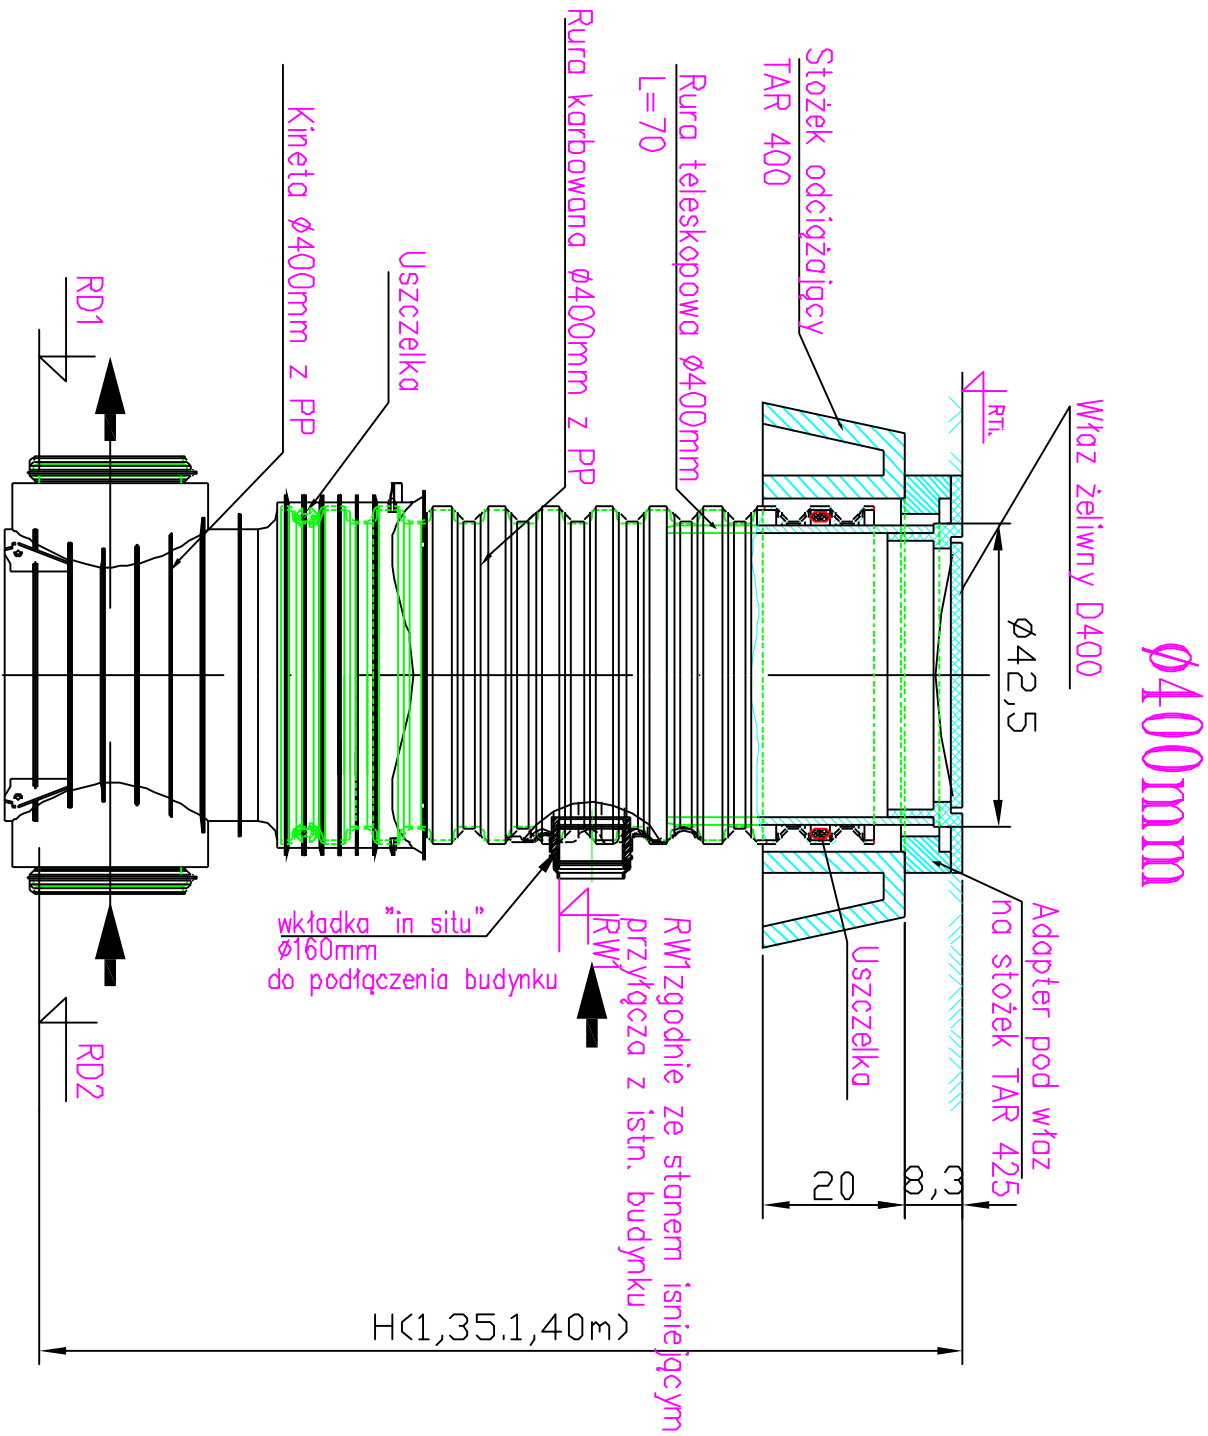 ø400mm
Właz żeliwny D400
RTi.
ø42,5
Adapter pod właz
na stożek TAR 425
8,3
20
Stożek odciążający
TAR 400
Uszczelka
Rura teleskopowa ø400mm
L=70
RW1zgodnie ze stanem isniejącym
przyłącza z istn. budynku
RW1
Rura karbowana ø400mm z PP
H(1,35.1,40m)
wkładka "in situ"
ø160mm
do podłączenia budynku
Uszczelka
Kineta ø400mm z PP
RD1
RD2